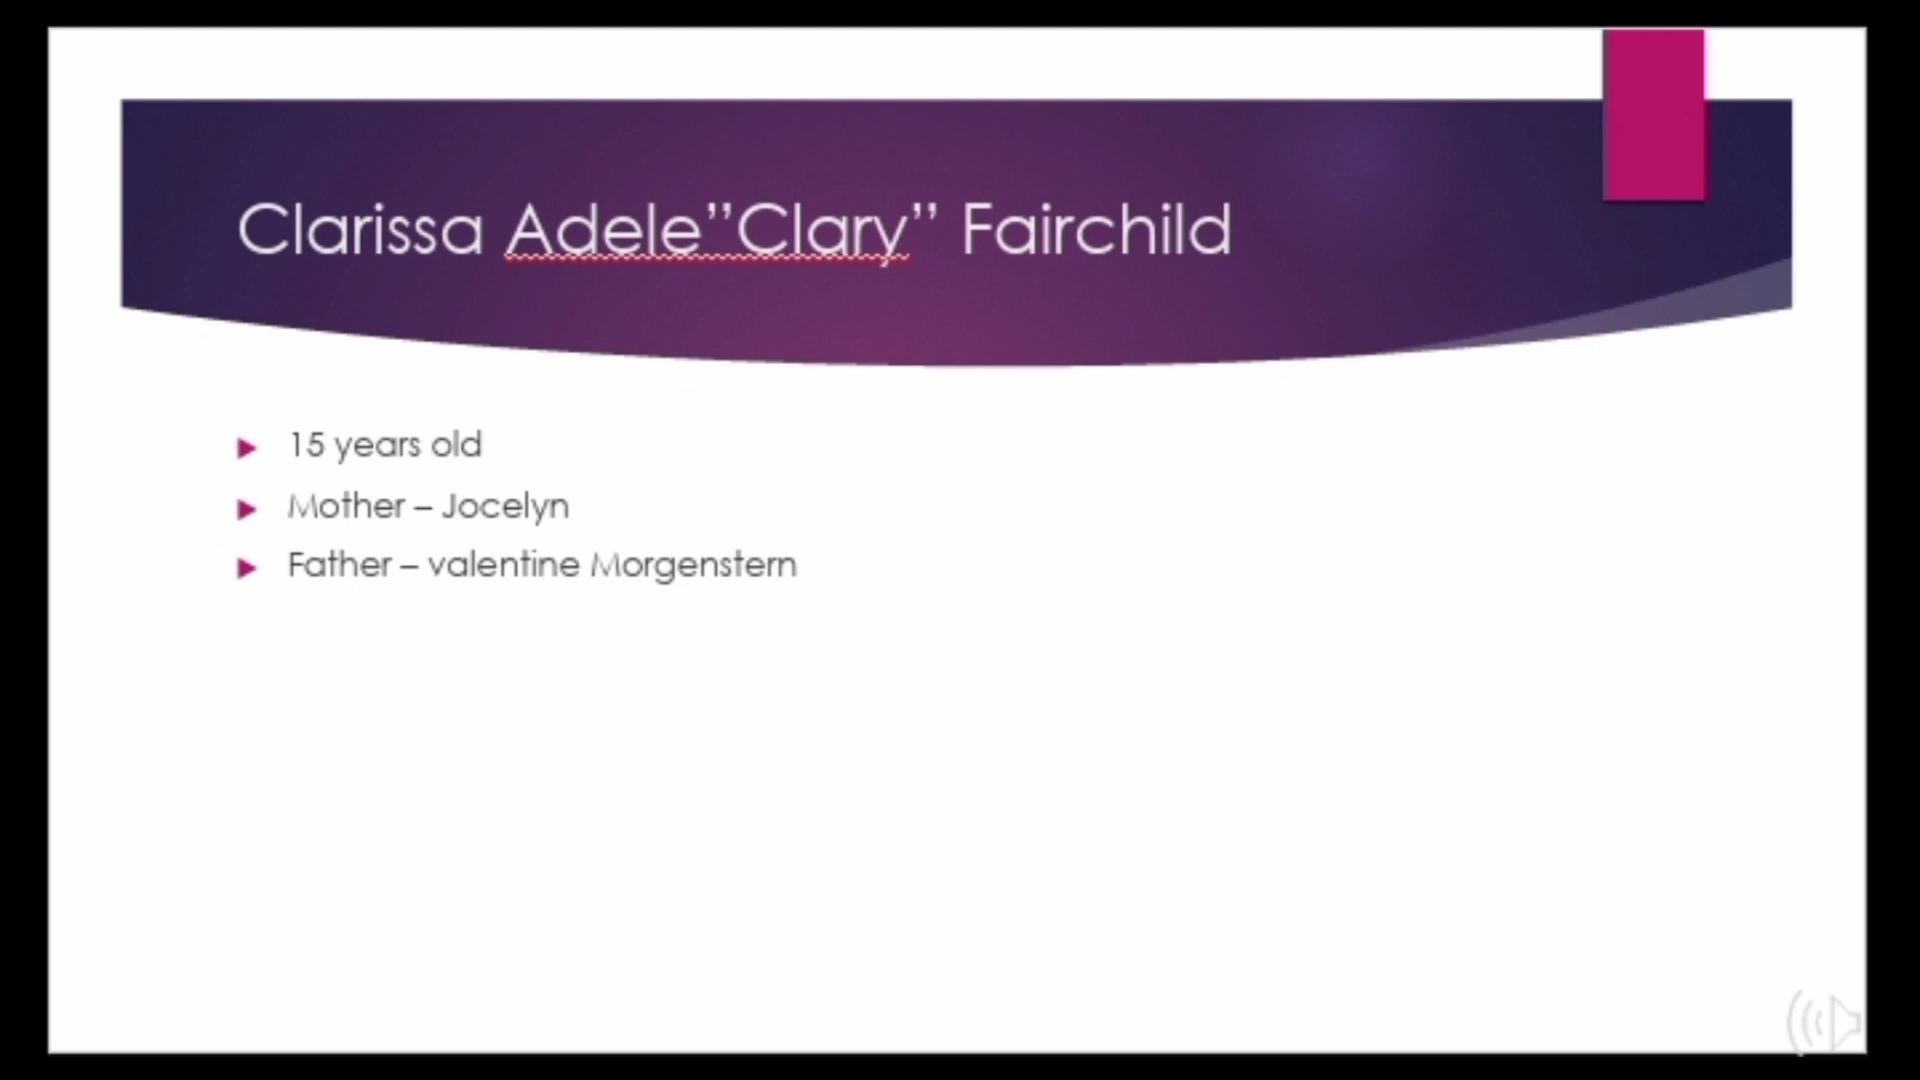 Clarissa Adele”Clary” Fairchild
15 years old
Mother – Jocelyn
Father – valentine Morgenstern